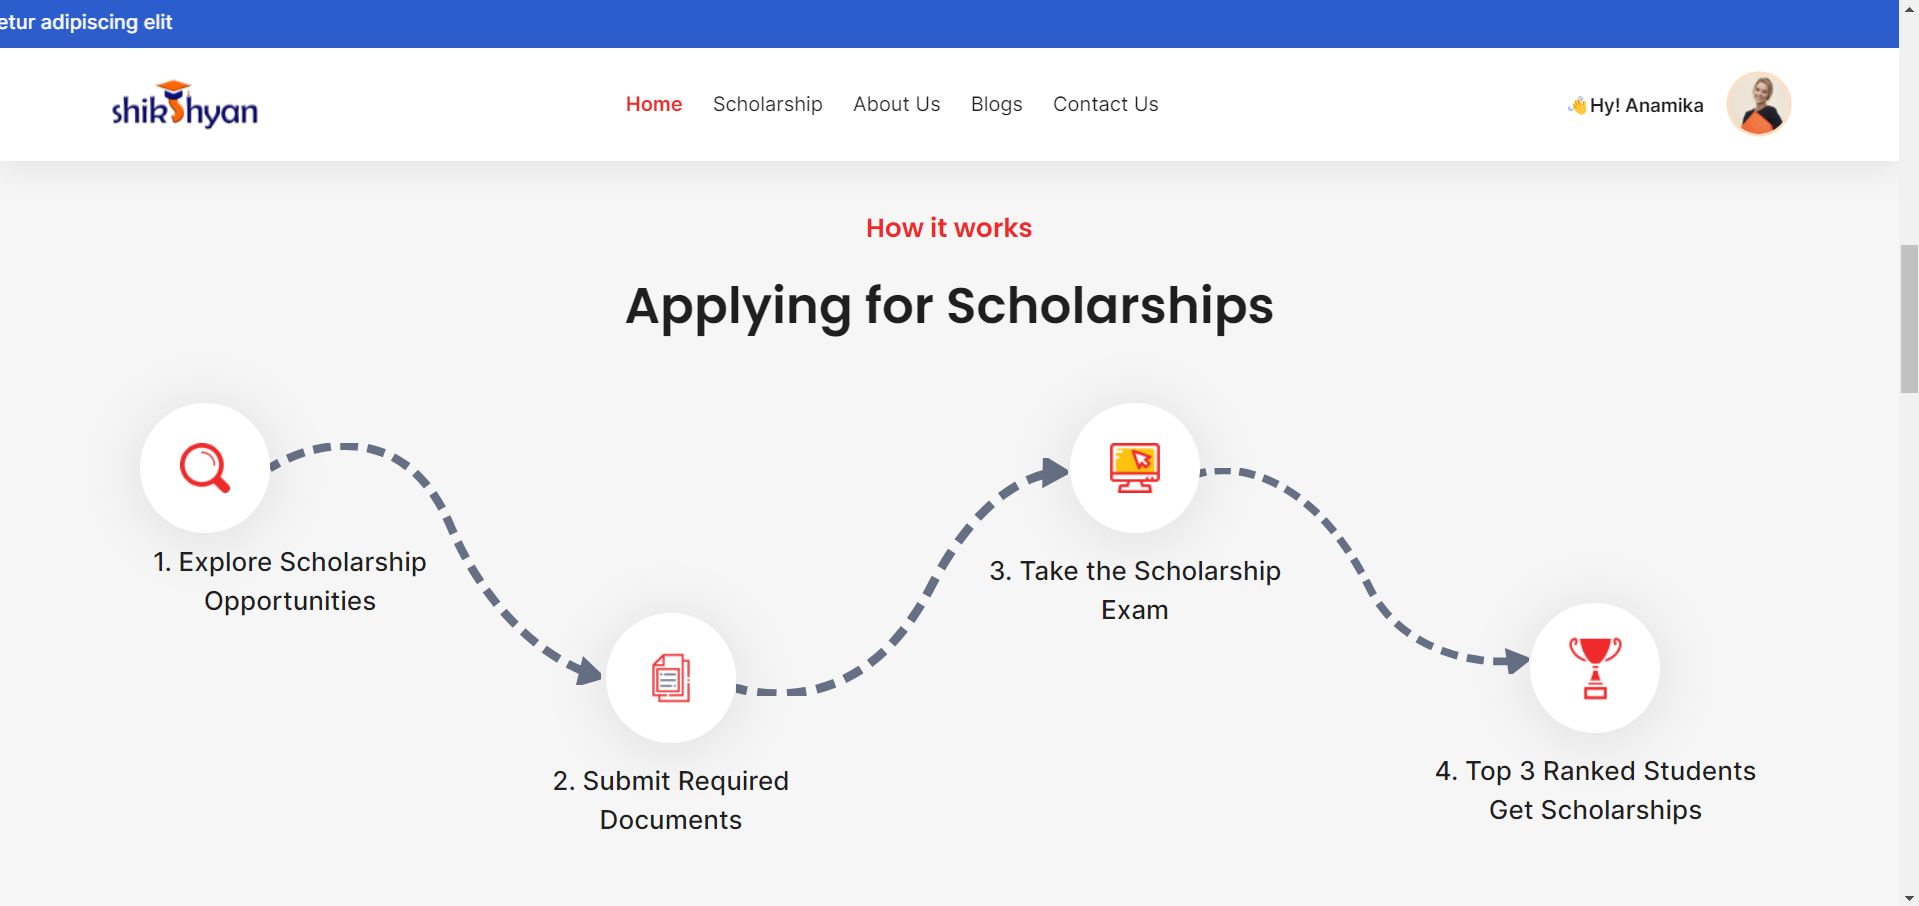 etur adipiscing elit
shikshyan
Home Scholarship About Us Blogs Contact Us
👋Hy! Anamika
How it works
Applying for Scholarships
1. Explore Scholarship
Opportunities
2. Submit Required
Documents
3. Take the Scholarship
Exam
4. Top 3 Ranked Students
Get Scholarships